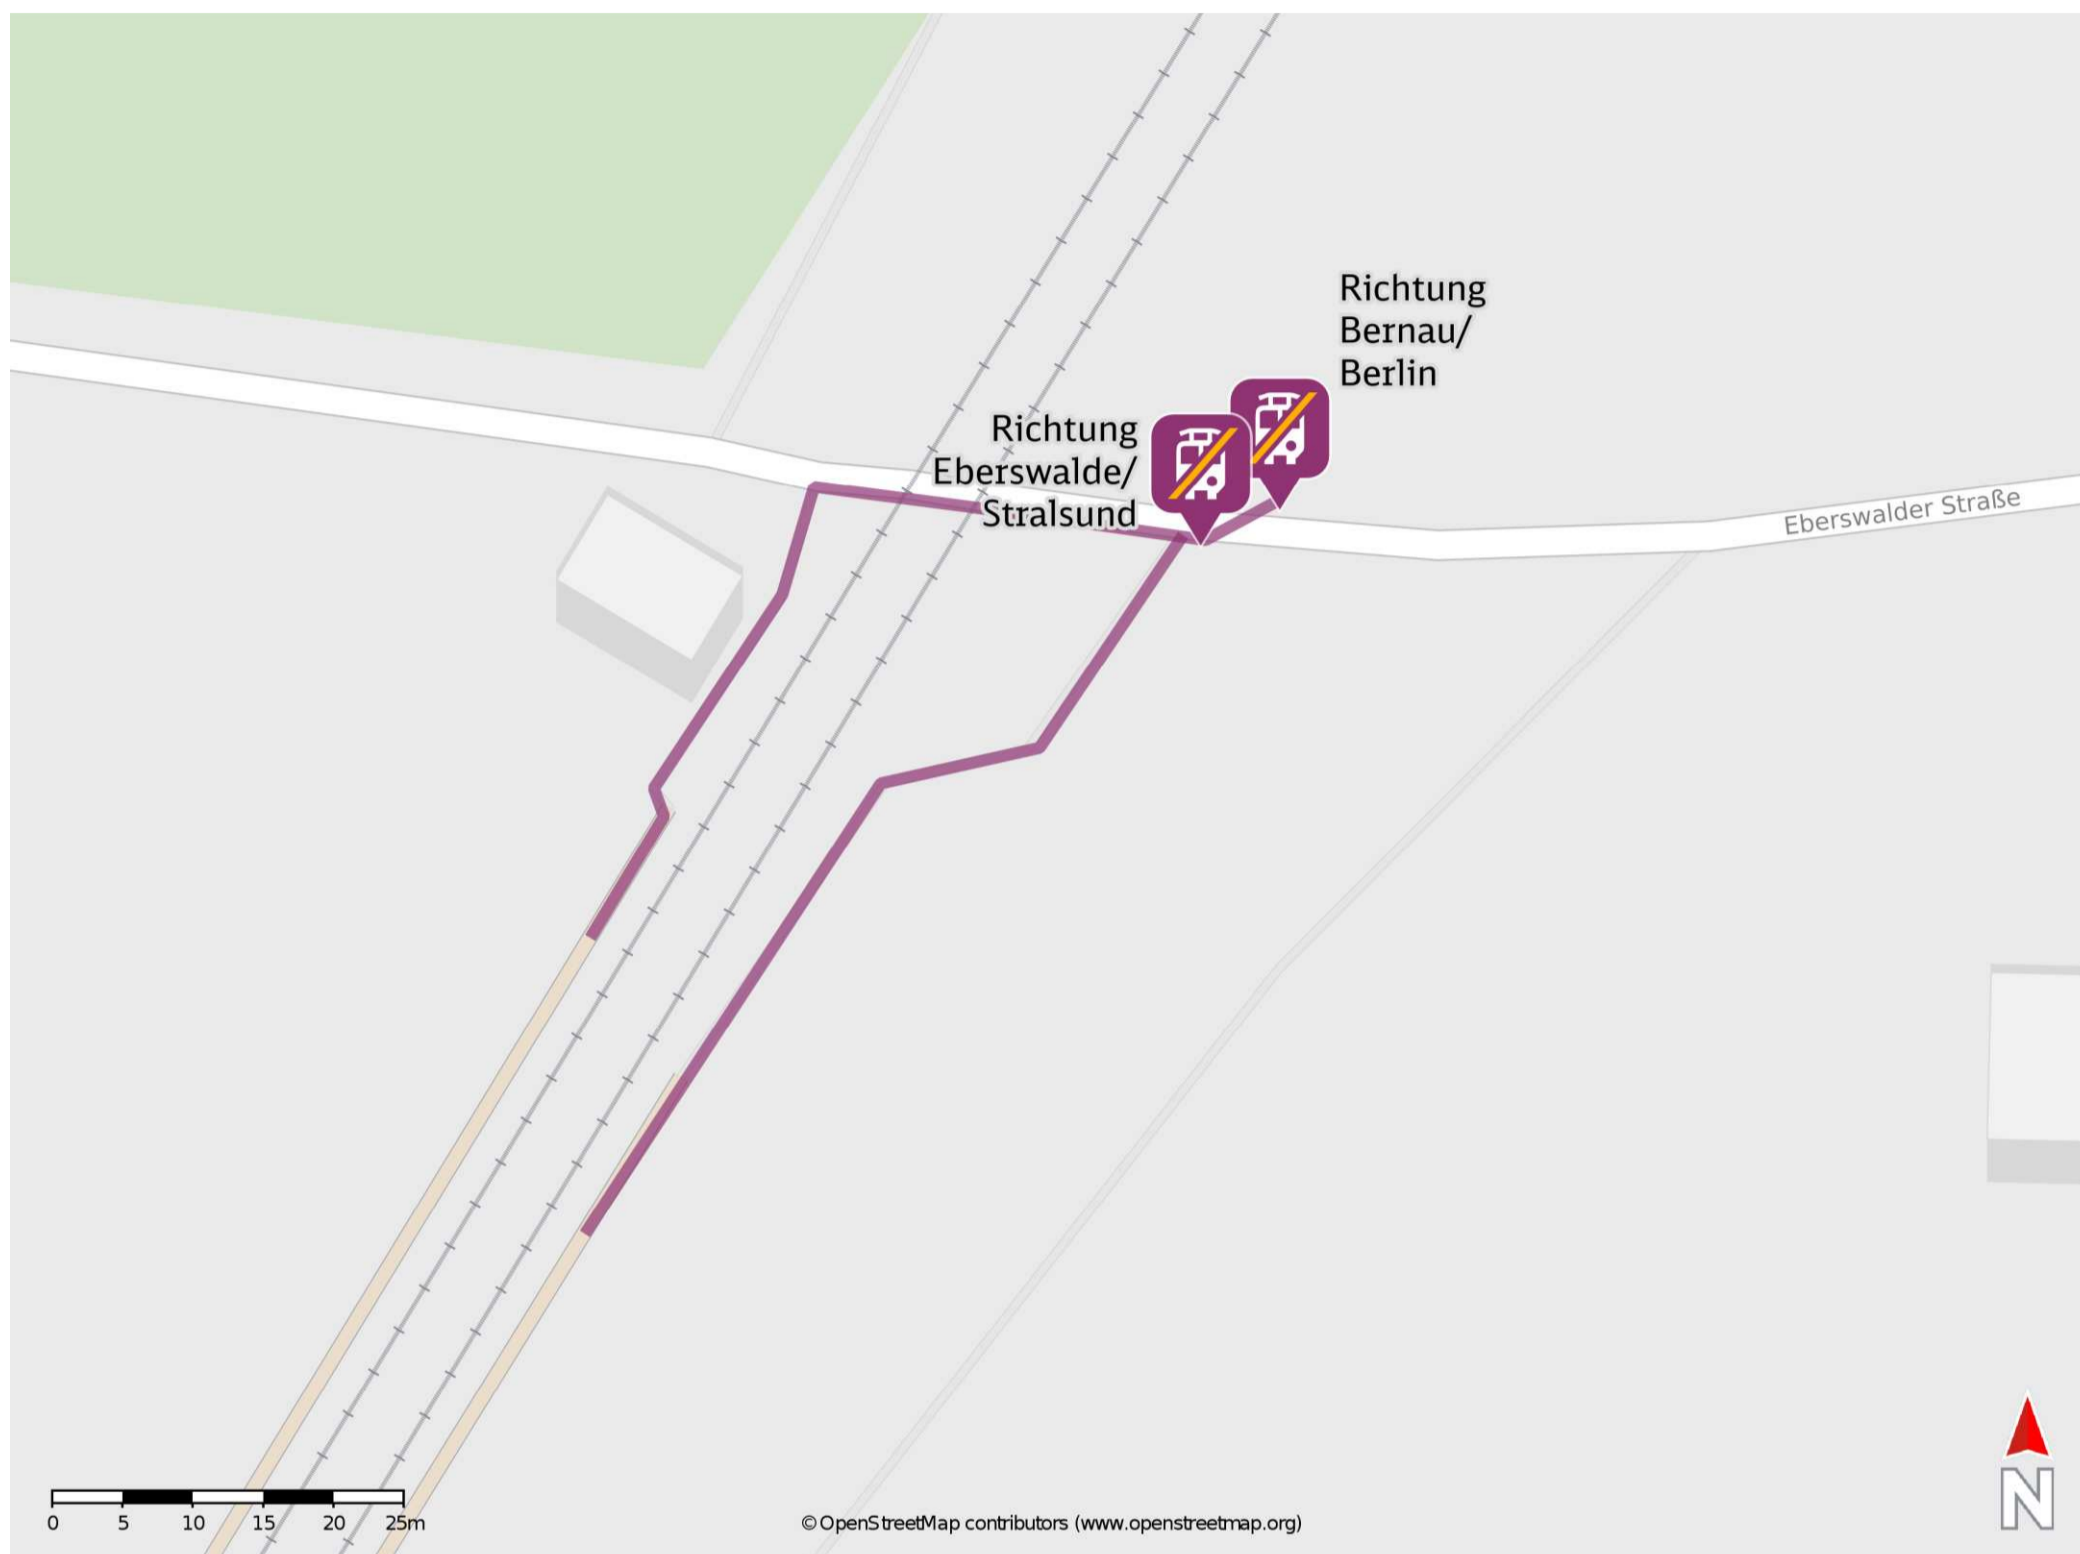 Richtung
Bernau/
Berlin
Richtung
Eberswalde/
Stralsund
Eberswalder Straße
N
0 5 10 15 20 25m
©OpenStreetMap contributors (www.openstreetmap.org)